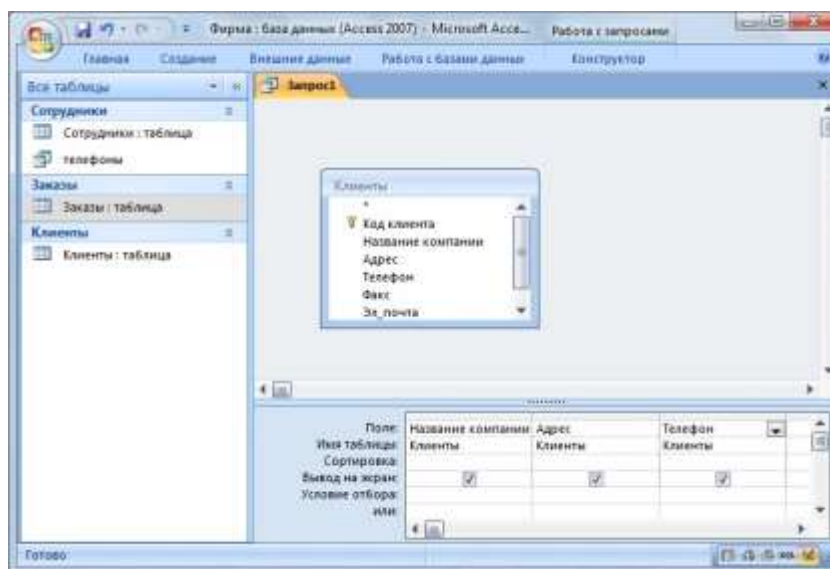 Фирма : база данных (Access 2007) - Microsoft Acce...
Работа с запросами
Главная
Создание
Внешние данные
Работа с базами данных
Конструктор
Все таблицы
Запрос1
Сотрудники
Сотрудники : таблица
телефоны
Заказы
Заказы : таблица
Клиенты
Клиенты : таблица
Клиенты
*
Код клиента
Название компании
Адрес
Телефон
Факс
Эл_почта
Поле: Название компании Адрес Телефон
Имя таблицы: Клиенты Клиенты Клиенты
Сортировка:
Вывод на экран:
Условие отбора:
или:
Готово